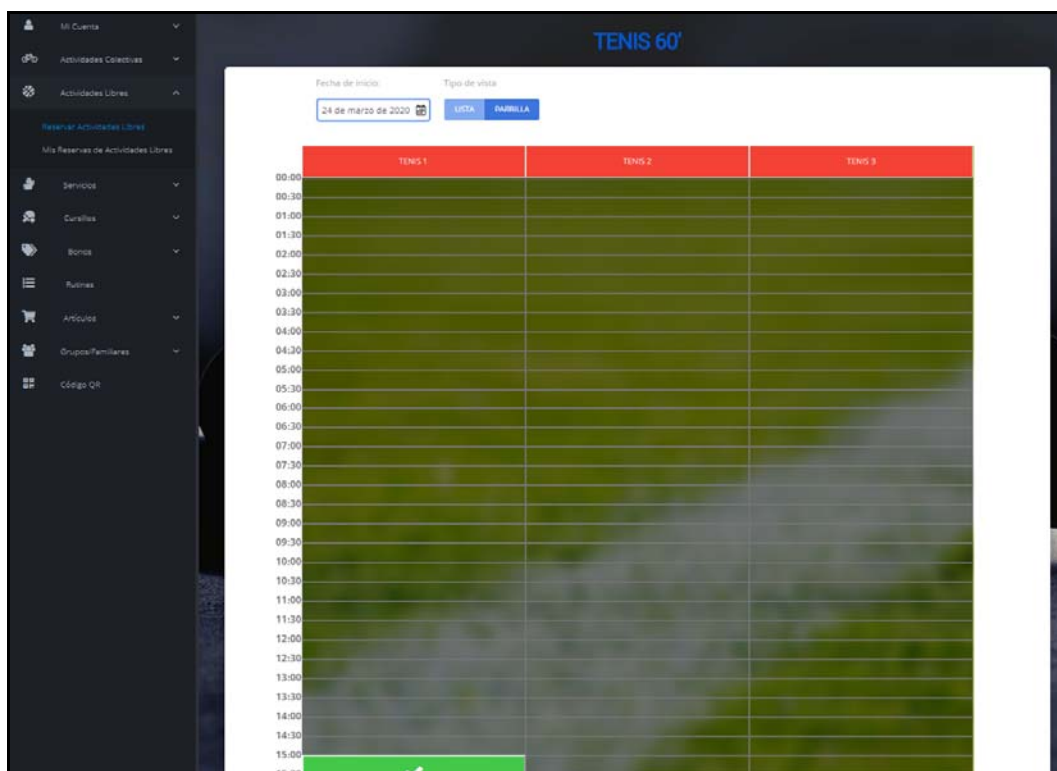 Mi Cuenta
Actividades Colectivas
Actividades Libres
Reservar Actividades Libres
Mis Reservas de Actividades Libres
Servicios
Cursillos
Bonos
Rutinas
Artículos
Grupos/Familiares
Código QR
TENIS 60'
Fecha de inicio: Tipo de vista
24 de marzo de 2020 LISTA PARRILLA
TENIS 1 TENIS 2 TENIS 3
00:00
00:30
01:00
01:30
02:00
02:30
03:00
03:30
04:00
04:30
05:00
05:30
06:00
06:30
07:00
07:30
08:00
08:30
09:00
09:30
10:00
10:30
11:00
11:30
12:00
12:30
13:00
13:30
14:00
14:30
15:00